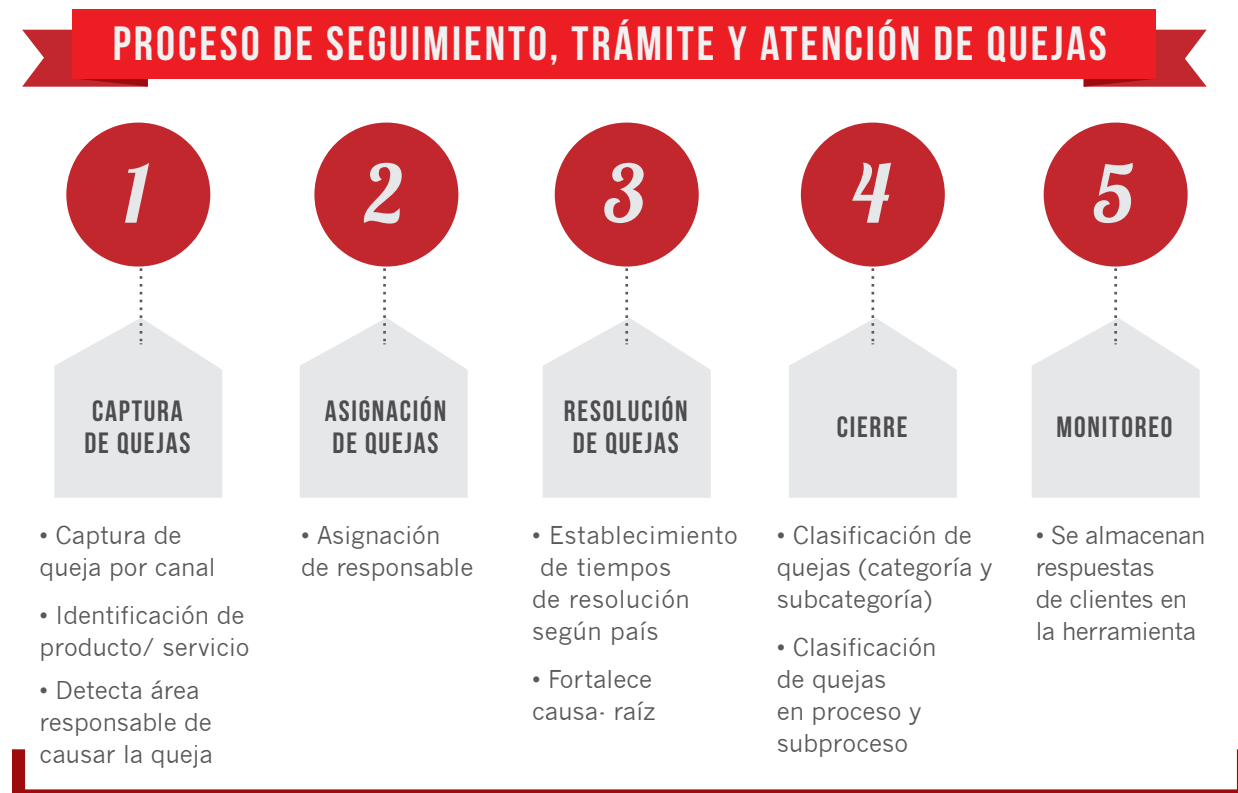 PROCESO DE SEGUIMIENTO, TRÁMITE Y ATENCIÓN DE QUEJAS
1
CAPTURA
DE QUEJAS
• Captura de
queja por canal
• Identificación de
producto/ servicio
• Detecta área
responsable de
causar la queja
2
ASIGNACIÓN
DE QUEJAS
• Asignación
de responsable
3
RESOLUCIÓN
DE QUEJAS
• Establecimiento
de tiempos
de resolución
según país
• Fortalece
causa- raíz
4
CIERRE
• Clasificación de
quejas (categoría y
subcategoría)
• Clasificación
de quejas
en proceso y
subproceso
5
MONITOREO
• Se almacenan
respuestas
de clientes en
la herramienta